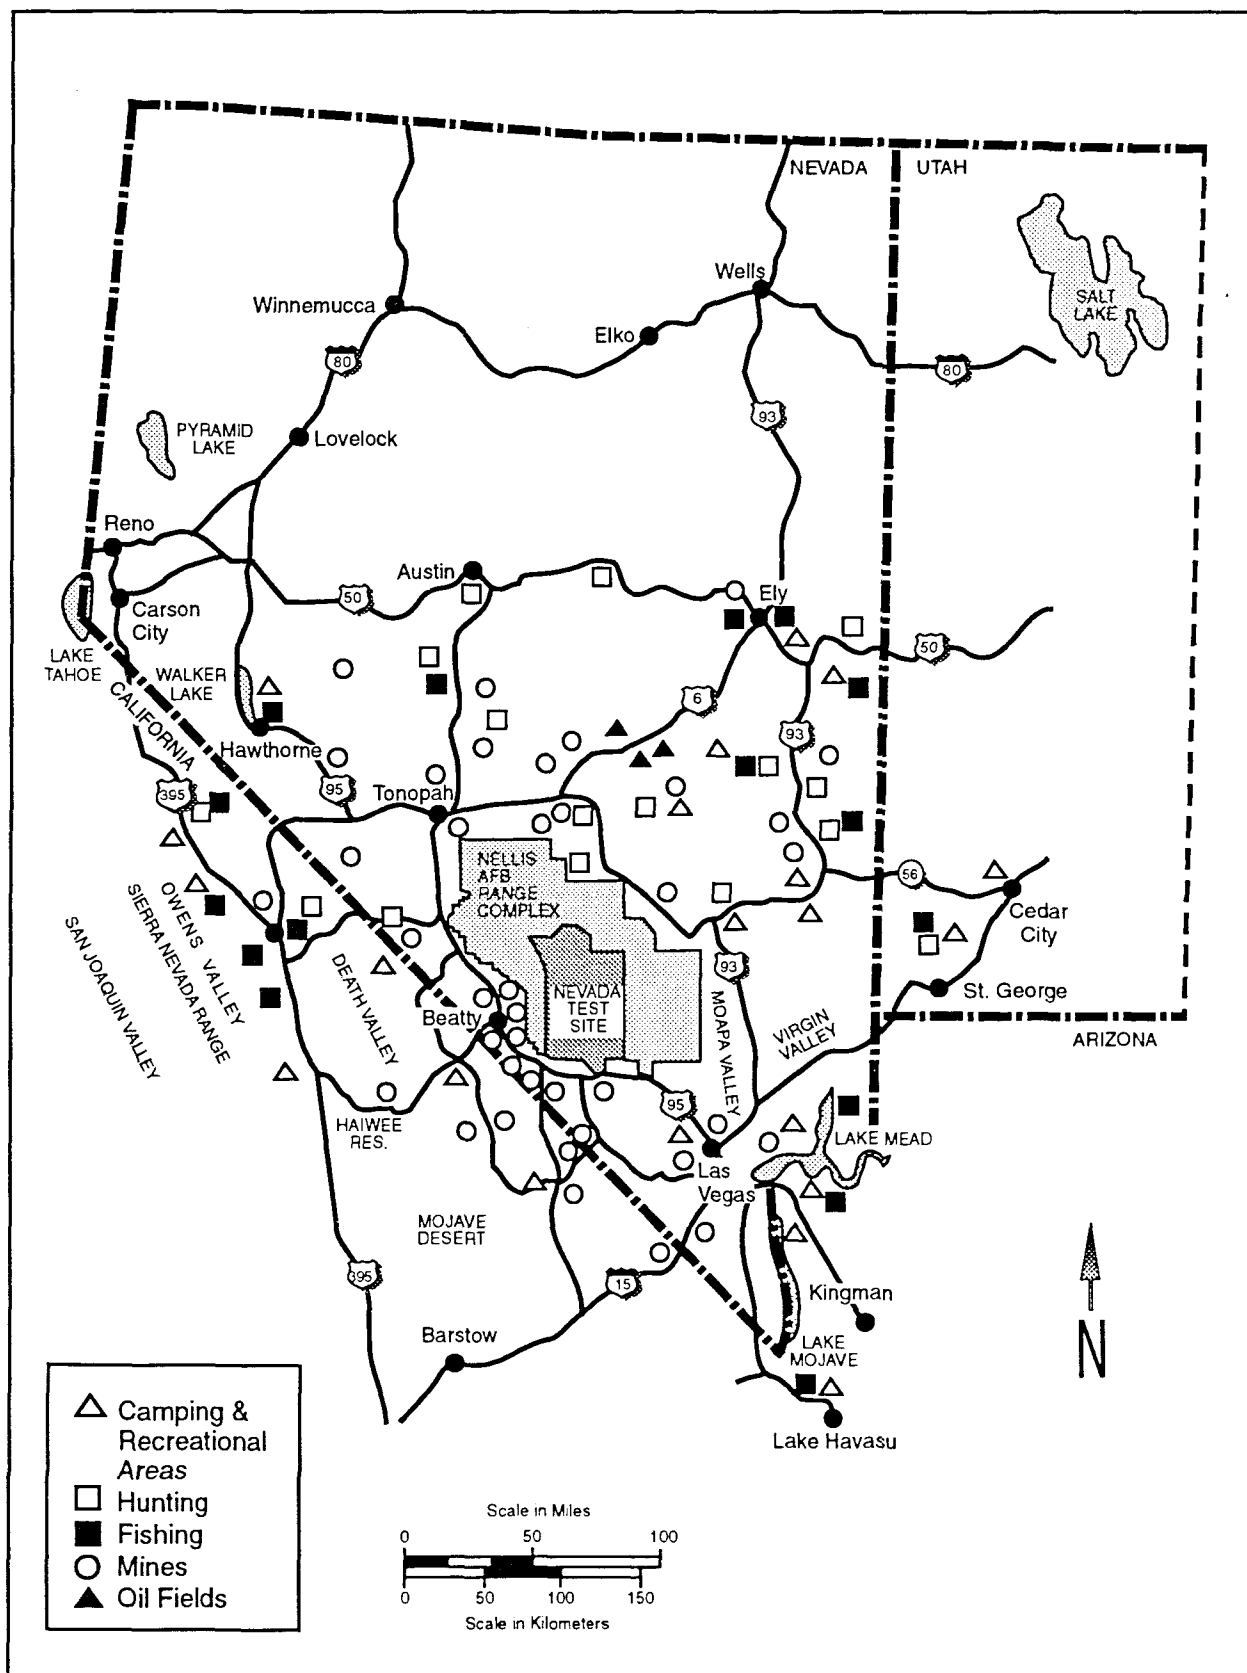 NEVADA
UTAH
SALT
LAKE
Wells
Winnemucca
Elko
80
80
93
PYRAMID
LAKE
Lovelock
Reno
Austin
50
Ely
Carson
City
50
LAKE
TAHOE
WALKER
LAKE
CALIFORNIA
6
93
Hawthorne
395
95
Tonopah
NELLIS
AFB
RANGE
COMPLEX
56
Cedar
City
OWENS VALLEY
SIERRA NEVADA RANGE
SAN JOAQUIN VALLEY
DEATH VALLEY
93
NEVADA
TEST
SITE
Beatty
MOAPA VALLEY
VIRGIN
VALLEY
St. George
ARIZONA
95
HAIWEE
RES.
LAKE MEAD
Las
Vegas
MOJAVE
DESERT
395
15
Kingman
Barstow
LAKE
MOJAVE
N
Lake Havasu
Camping &
Recreational
Areas
Hunting
Fishing
Mines
Oil Fields
Scale in Miles
0 50 100
0 50 100 150
Scale in Kilometers